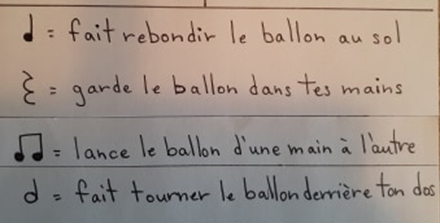 ♩ = fait rebondir le ballon au sol
𝄽 = garde le ballon dans tes mains
♫ = lance le ballon d'une main à l'autre
𝅗𝅥 = fait tourner le ballon derrière ton dos